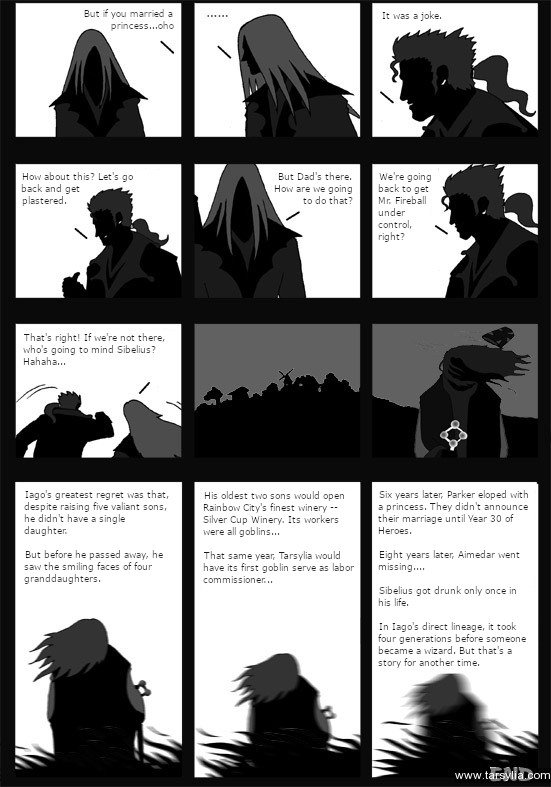 But if you married a
princess...oho
......
It was a joke.
How about this? Let's go
back and get
plastered.
But Dad's there.
How are we going
to do that?
We're going
back to get
Mr. Fireball
under
control,
right?
That's right! If we're not there,
who's going to mind Sibelius?
Hahaha...
Iago's greatest regret was that,
despite raising five valiant sons,
he didn't have a single
daughter.
But before he passed away, he
saw the smiling faces of four
granddaughters.
His oldest two sons would open
Rainbow City's finest winery --
Silver Cup Winery. Its workers
were all goblins...
That same year, Tarsylia would
have its first goblin serve as labor
commissioner...
Six years later, Parker eloped with
a princess. They didn't announce
their marriage until Year 30 of
Heroes.
Eight years later, Aimedar went
missing....
Sibelius got drunk only once in
his life.
In Iago's direct lineage, it took
four generations before someone
became a wizard. But that's a
story for another time.
END
www.tarsylia.com